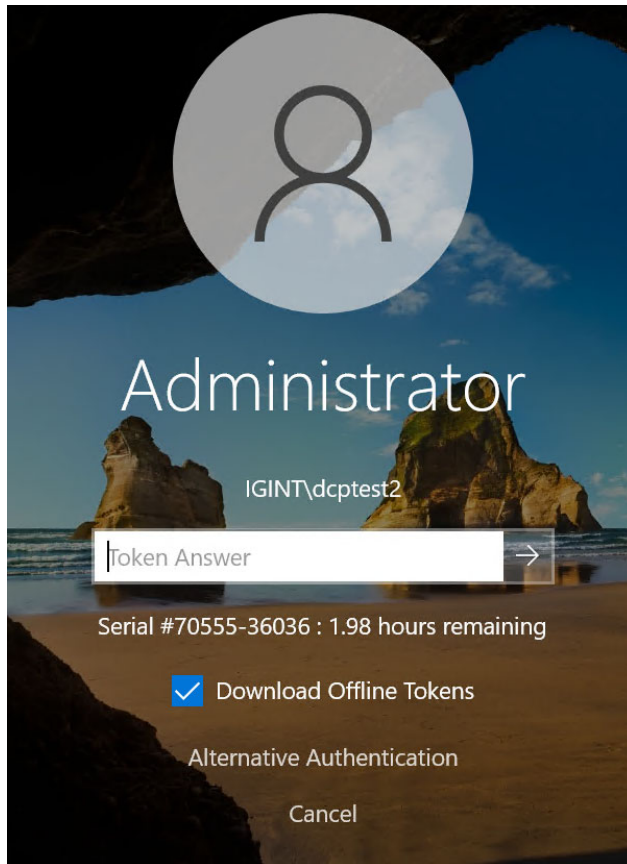 Administrator
IGINT\dcptest2
Token Answer
Serial #70555-36036 : 1.98 hours remaining
Download Offline Tokens
Alternative Authentication
Cancel